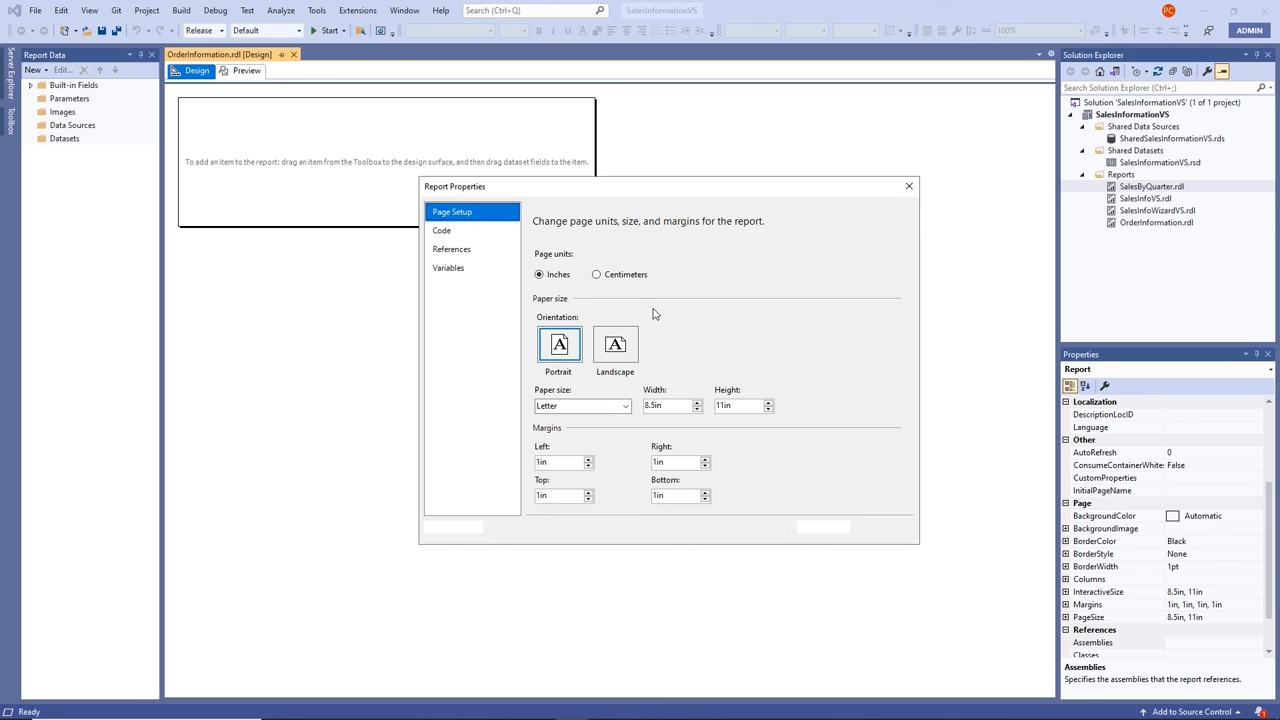 File Edit View Git Project Build Debug Test Analyze Tools Extensions Window Help Search (Ctrl+Q) SalesInformationVS PC
Release Default Start 100% ADMIN
Server Explorer
Toolbox
Report Data
New Edit...
Built-in Fields
Parameters
Images
Data Sources
Datasets
OrderInformation.rdl [Design]
Design Preview
To add an item to the report: drag an item from the Toolbox to the design surface, and then drag dataset fields to the item.
Report Properties
Page Setup
Code
References
Variables
Change page units, size, and margins for the report.
Page units:
Inches Centimeters
Paper size
Orientation:
A A
Portrait Landscape
Paper size: Width: Height:
Letter 8.5in 11in
Margins
Left: Right:
1in 1in
Top: Bottom:
1in 1in
Solution Explorer
Search Solution Explorer (Ctrl+;)
Solution 'SalesInformationVS' (1 of 1 project)
SalesInformationVS
Shared Data Sources
SharedSalesInformationVS.rds
Shared Datasets
SalesInformationVS.rsd
Reports
SalesByQuarter.rdl
SalesInfoVS.rdl
SalesInfoWizardVS.rdl
OrderInformation.rdl
Properties
Report
Localization
DescriptionLocID
Language
Other
AutoRefresh 0
ConsumeContainerWhite: False
CustomProperties
InitialPageName
Page
BackgroundColor Automatic
BackgroundImage
BorderColor Black
BorderStyle None
BorderWidth 1pt
Columns
InteractiveSize 8.5in, 11in
Margins 1in, 1in, 1in, 1in
PageSize 8.5in, 11in
References
Assemblies
Classes
Assemblies
Specifies the assemblies that the report references.
Ready Add to Source Control 1